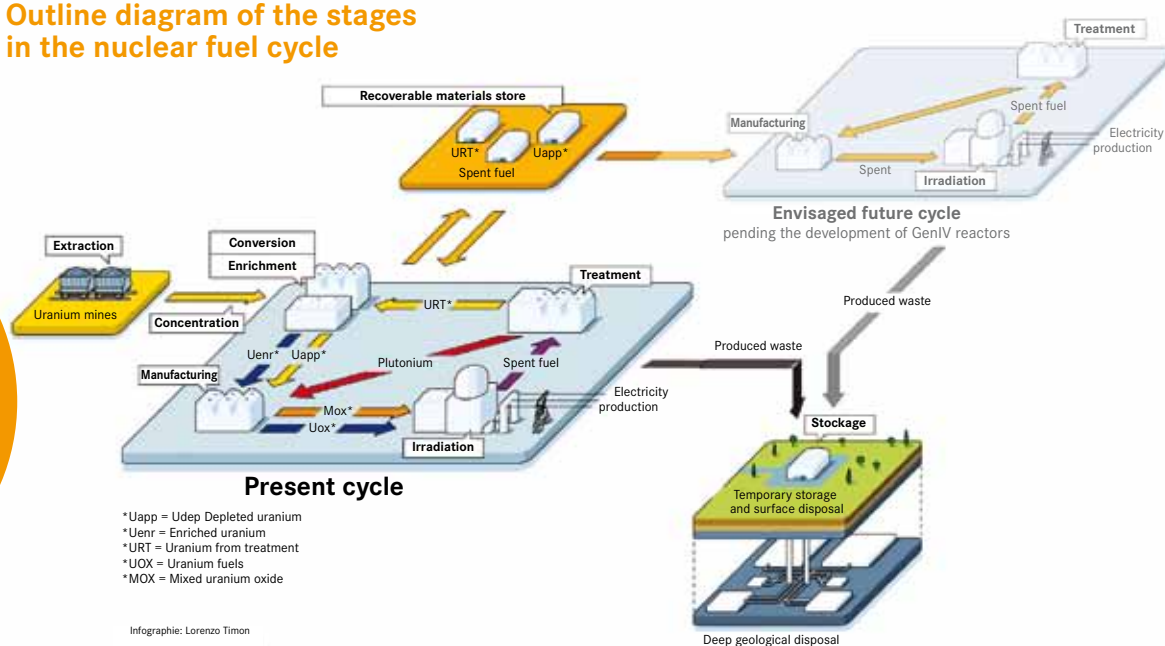 Outline diagram of the stages
in the nuclear fuel cycle
Treatment
Recoverable materials store
URT*
Uapp*
Spent fuel
Manufacturing
Spent fuel
Electricity
production
Spent
Irradiation
Envisaged future cycle
pending the development of GenIV reactors
Extraction
Uranium mines
Conversion
Enrichment
Concentration
Treatment
URT*
Produced waste
Uenr*
Uapp*
Plutonium
Spent fuel
Produced waste
Manufacturing
Electricity
production
Mox*
Uox*
Irradiation
Stockage
Present cycle
Temporary storage
and surface disposal
*Uapp = Udep Depleted uranium
*Uenr = Enriched uranium
*URT = Uranium from treatment
*UOX = Uranium fuels
*MOX = Mixed uranium oxide
Infographie: Lorenzo Timon
Deep geological disposal